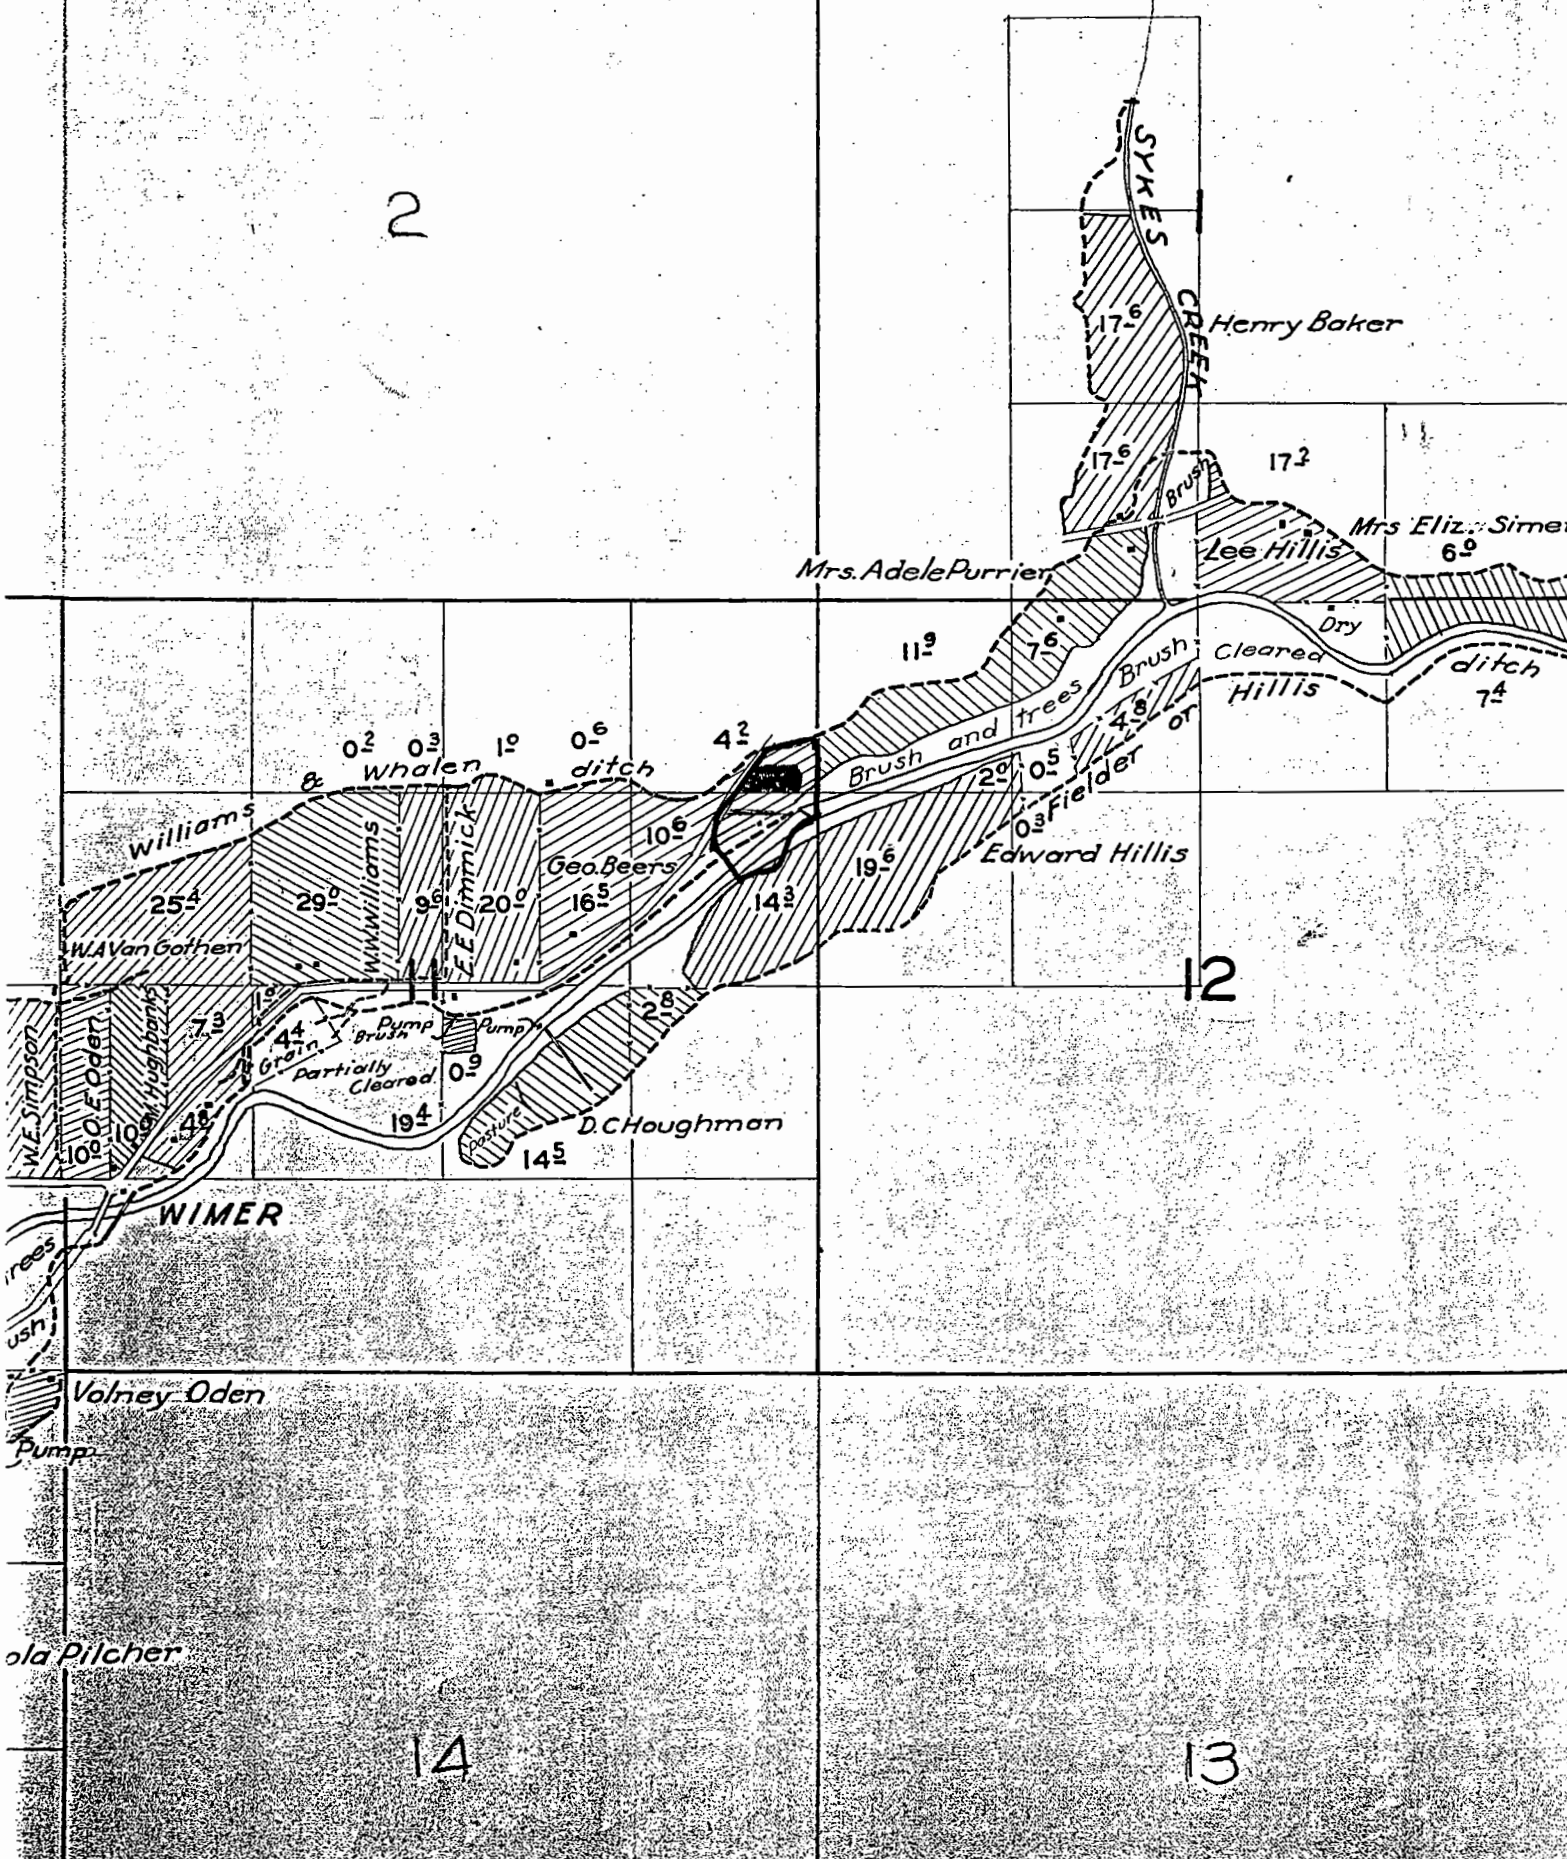 2
SYKES CREEK
17-6
Henry Baker
17-6
Brush
17-2
Mrs Eliz. Sime
6-0
Lee Hillis
Mrs. Adele Purrier
Dry
11-9
7-6
Brush
Cleared
ditch
Hillis
7-4
or
4-8
Fielder
Brush and trees
2-0
0-5
0-3
Edward Hillis
0-2
0-3
1-0
0-6
4-2
Williams & Whalen ditch
10-6
Geo. Beers
16-5
19-6
14-3
25-4
29-0
W.W. Williams
9-6
E.E. Dimmick
20-0
W.A Van Gothen
12
11
W.E. Simpson
O.E. Oden
10-0
M. Hughbanks
10-0
7-3
1-0
4-4
Grain
Pump
Brush
Pump
2-8
Partially
Cleared
0-9
4-8
19-4
Pasture
D.C Houghman
14-5
WIMER
rees
ush
Volney Oden
Pump
ola Pilcher
14
13